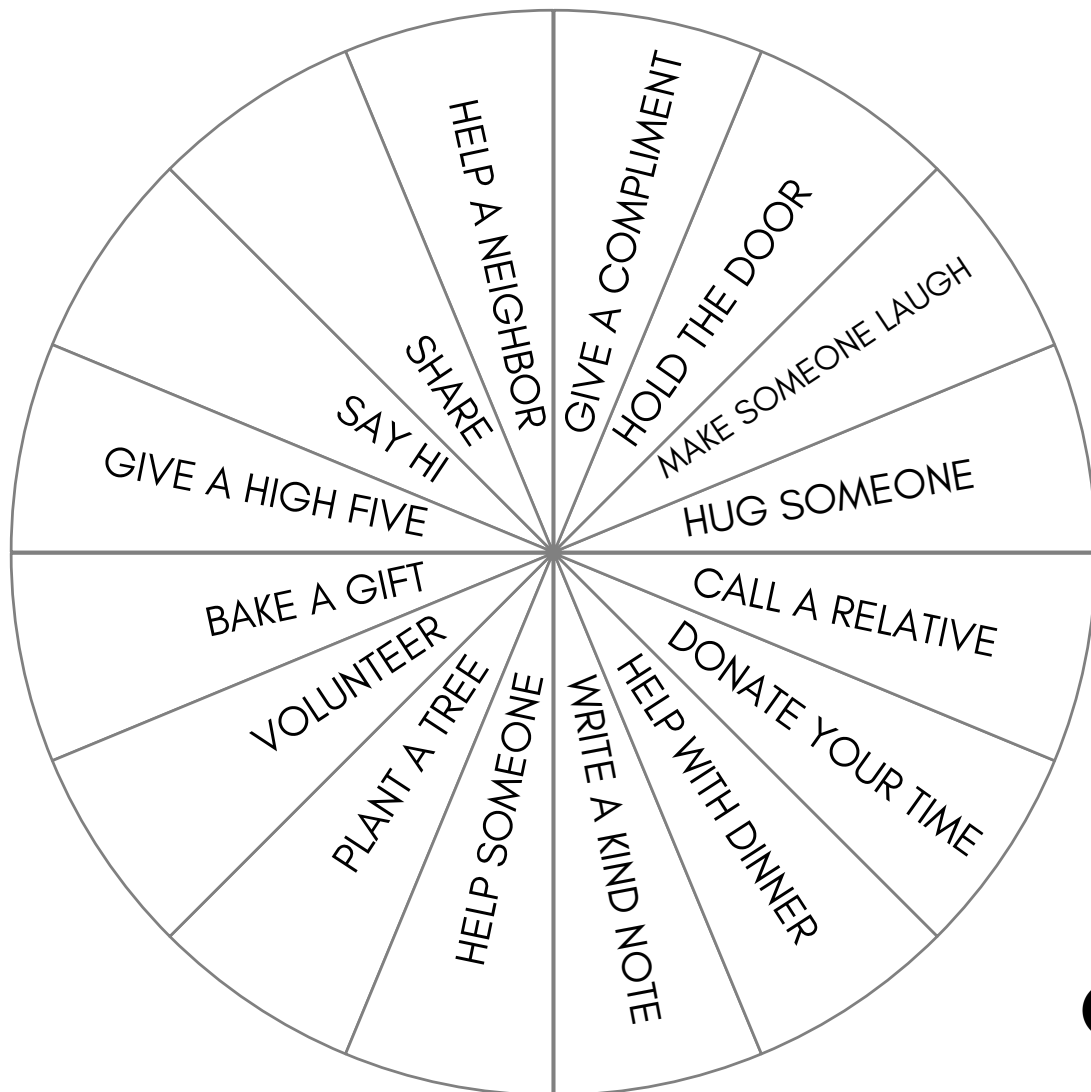 GIVE A COMPLIMENT
HOLD THE DOOR
MAKE SOMEONE LAUGH
HUG SOMEONE
CALL A RELATIVE
DONATE YOUR TIME
HELP WITH DINNER
WRITE A KIND NOTE
HELP SOMEONE
PLANT A TREE
VOLUNTEER
BAKE A GIFT
GIVE A HIGH FIVE
SAY HI
SHARE
HELP A NEIGHBOR